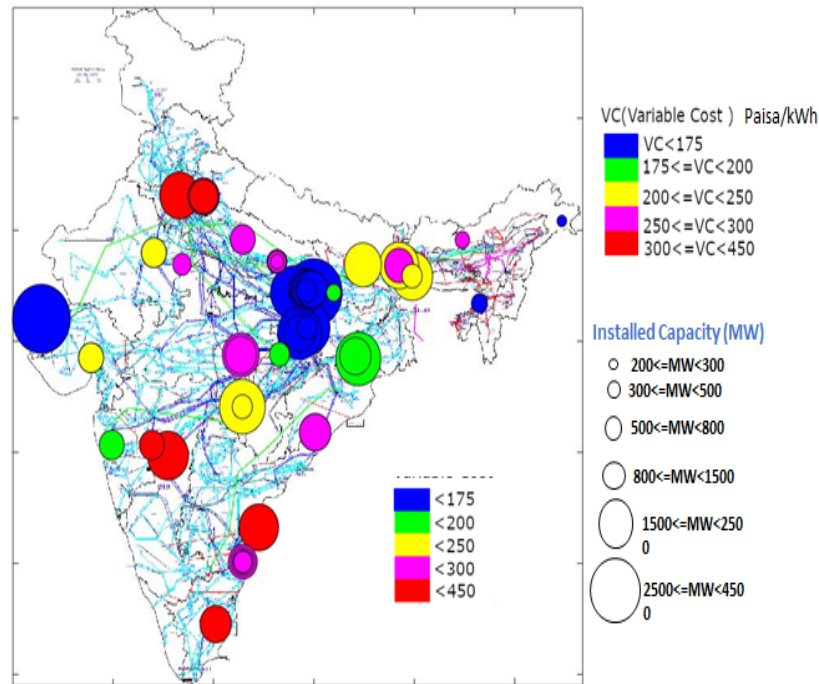 VC(Variable Cost ) Paisa/kWh
VC<175
175<=VC<200
200<=VC<250
250<=VC<300
300<=VC<450
Installed Capacity (MW)
200<=MW<300
300<=MW<500
500<=MW<800
800<=MW<1500
1500<=MW<250
0
2500<=MW<450
0
<175
<200
<250
<300
<450